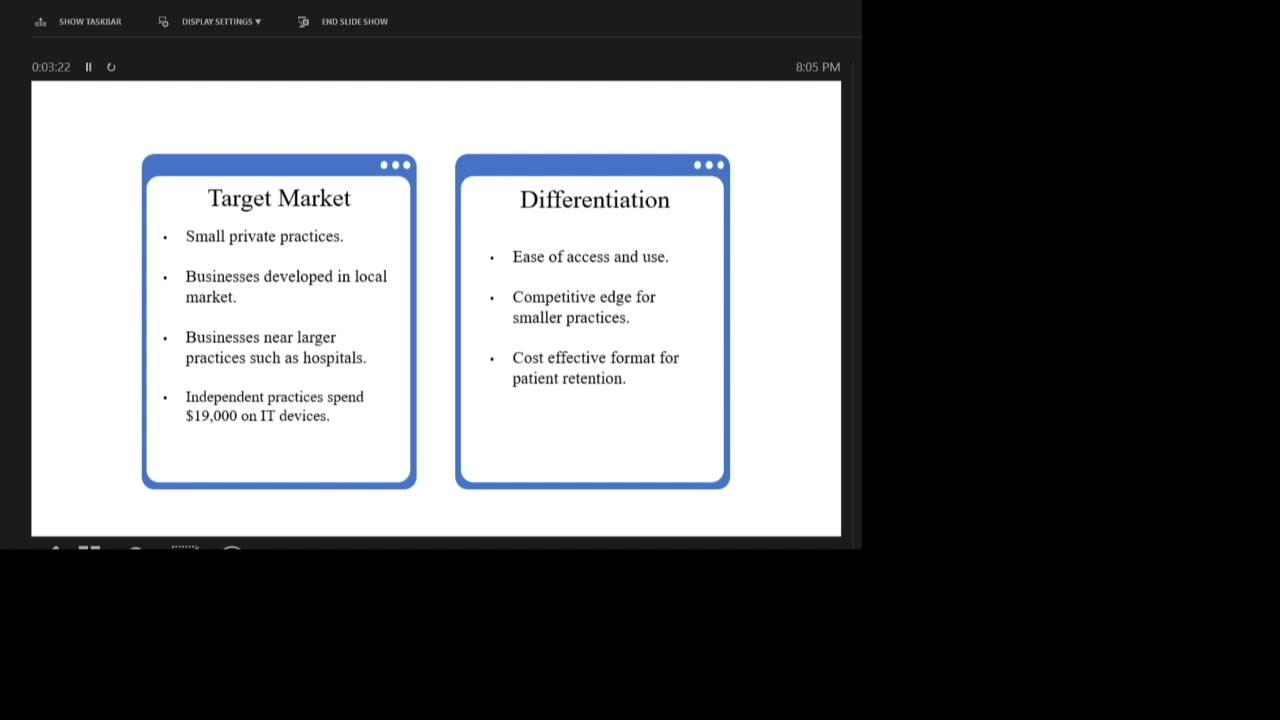 SHOW TASKBAR DISPLAY SETTINGS ▼ END SLIDE SHOW
0:03:22 8:05 PM
Target Market
• Small private practices.
• Businesses developed in local
market.
• Businesses near larger
practices such as hospitals.
• Independent practices spend
$19,000 on IT devices.
Differentiation
• Ease of access and use.
• Competitive edge for
smaller practices.
• Cost effective format for
patient retention.